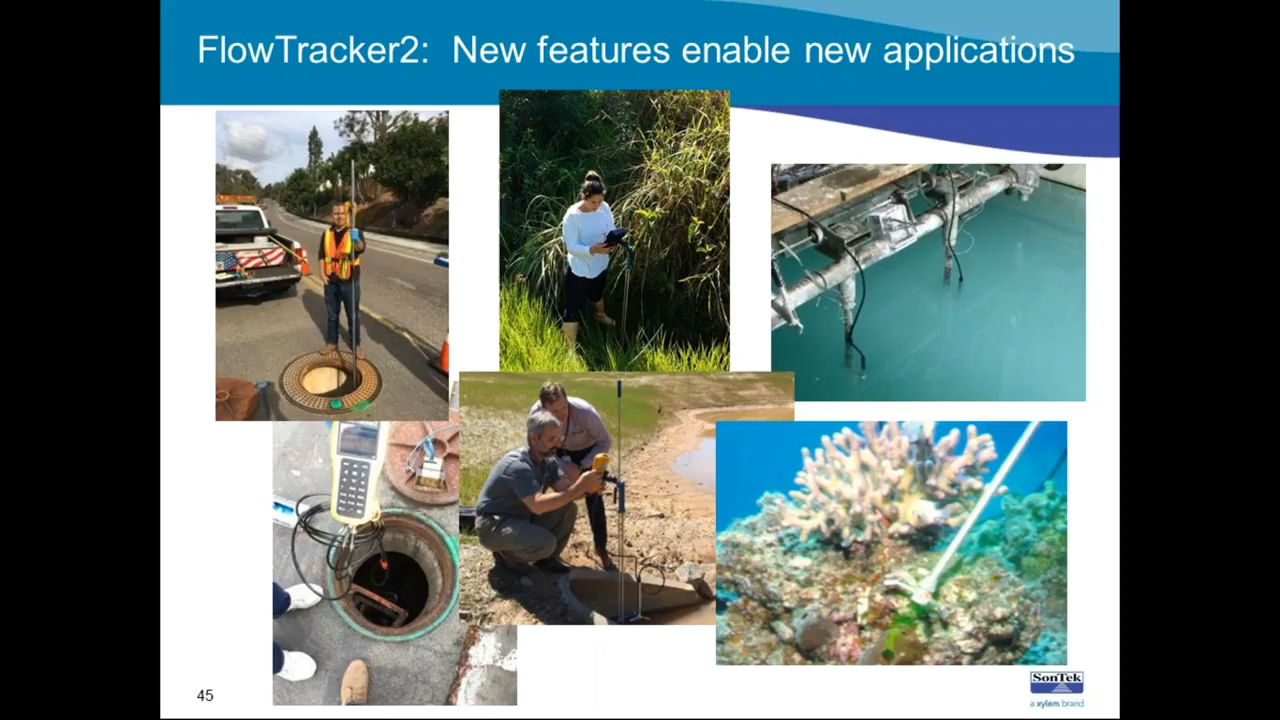 FlowTracker2: New features enable new applications
45
SonTek
a xylem brand